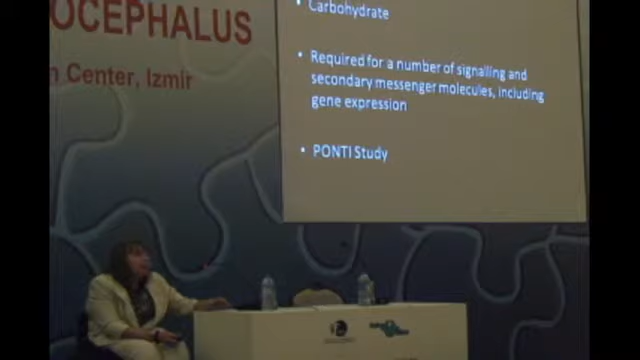 OCEPHALUS
n Center, Izmir
• Carbohydrate
• Required for a number of signalling and
secondary messenger molecules, including
gene expression
• PONTI Study